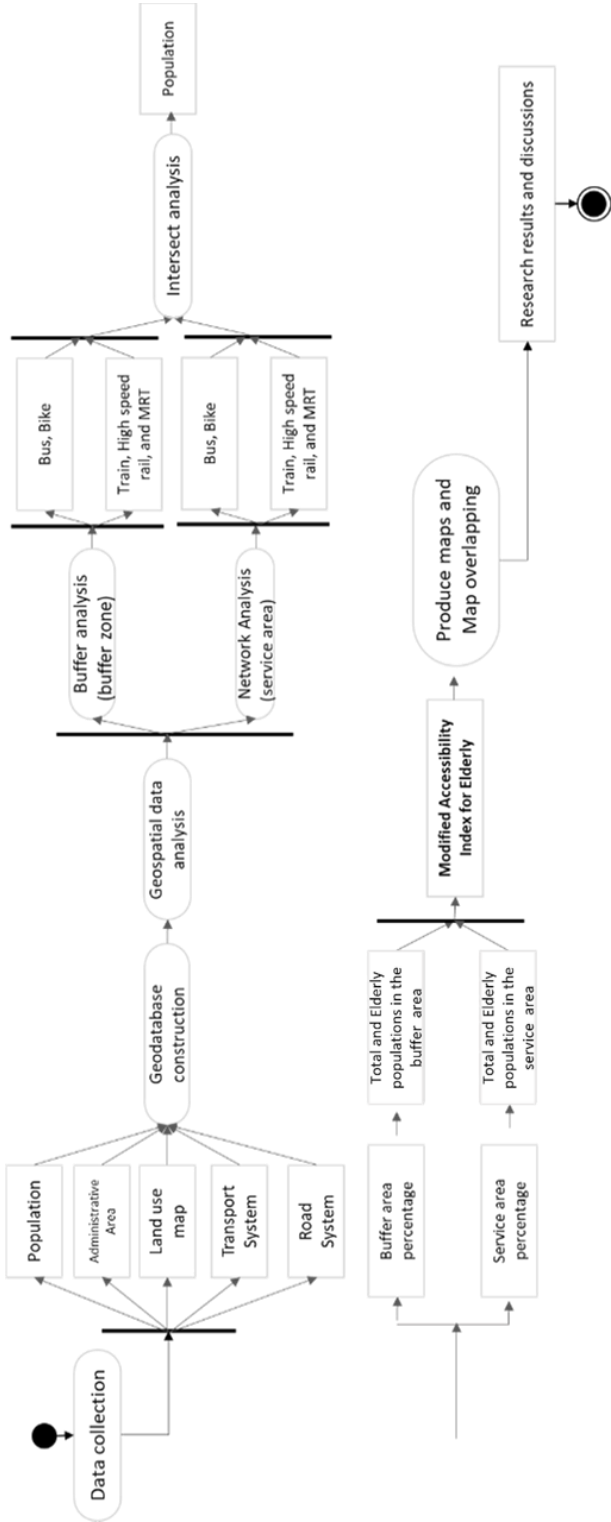 Data collection
Population
Administrative
Area
Land use
map
Transport
System
Road
System
Geodatabase
construction
Geospatial data
analysis
Buffer analysis
(buffer zone)
Network Analysis
(service area)
Bus, Bike
Train, High speed
rail, and MRT
Bus, Bike
Train, High speed
rail, and MRT
Intersect analysis
Population
Buffer area
percentage
Service area
percentage
Total and Elderly
populations in the
buffer area
Total and Elderly
populations in the
service area
Modified Accessibility
Index for Elderly
Produce maps and
Map overlapping
Research results and discussions